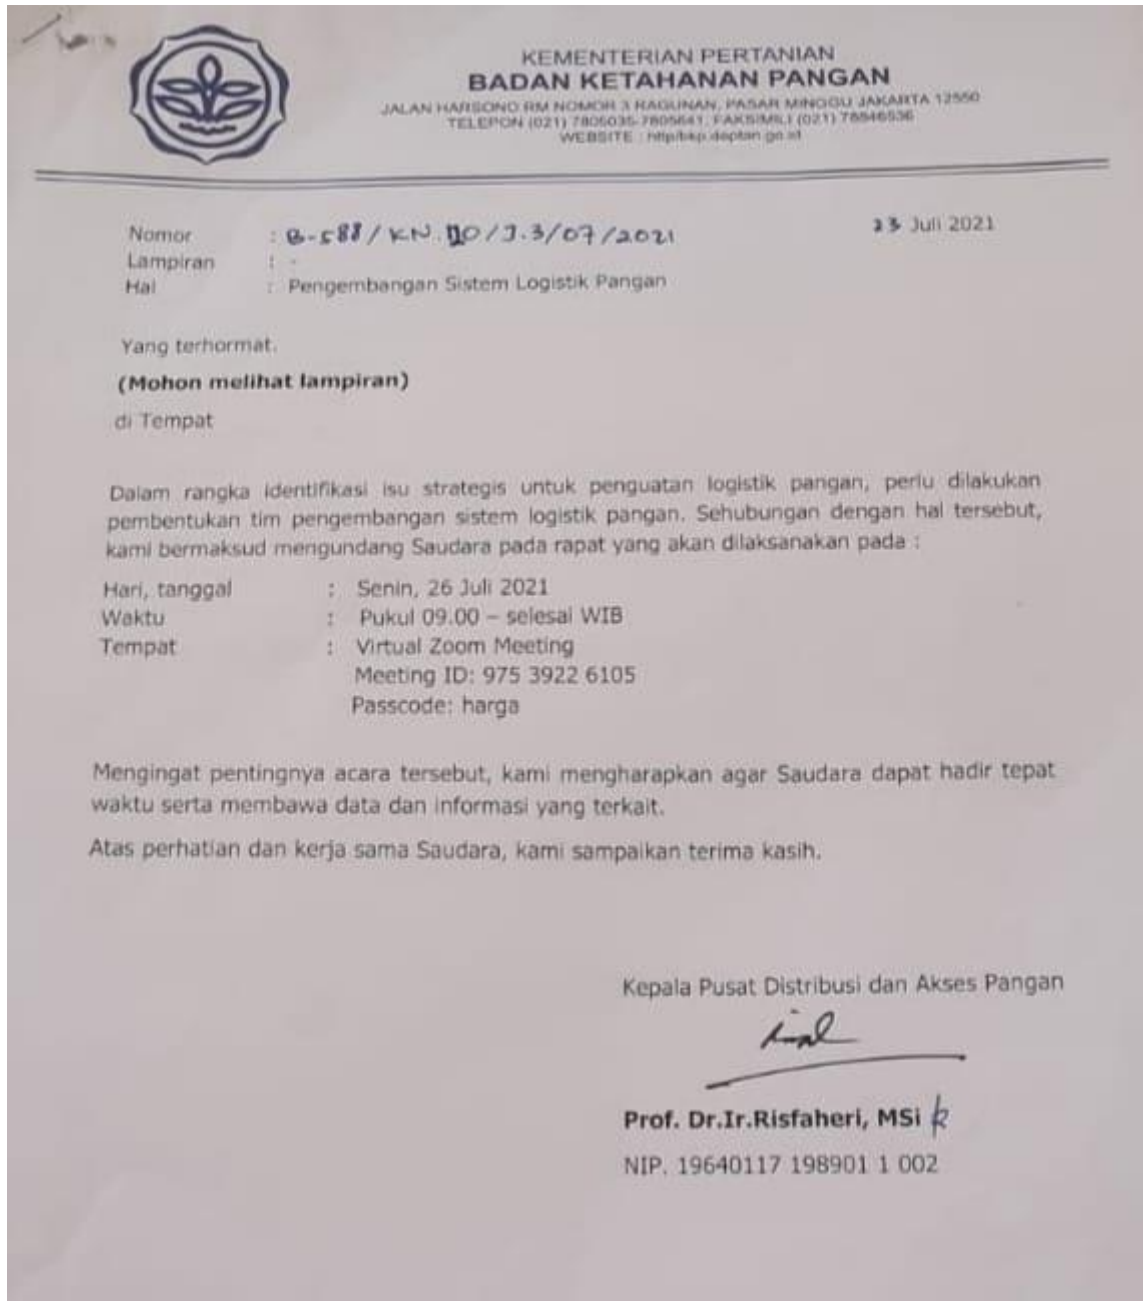 KEMENTERIAN PERTANIAN
BADAN KETAHANAN PANGAN
JALAN HARSONO RM NOMOR 3 RAGUNAN, PASAR MINGGU JAKARTA 12550
TELEPON (021) 7806035-7805641, FAKSIMILI (021) 78846536
WEBSITE : http/bkp.deptan.go.id
Nomor : B-588/KN.110/J.3/07/2021 23 Juli 2021
Lampiran : -
Hal : Pengembangan Sistem Logistik Pangan
Yang terhormat.
(Mohon melihat lampiran)
di Tempat
Dalam rangka identifikasi isu strategis untuk penguatan logistik pangan, perlu dilakukan
pembentukan tim pengembangan sistem logistik pangan. Sehubungan dengan hal tersebut,
kami bermaksud mengundang Saudara pada rapat yang akan dilaksanakan pada :
Hari, tanggal : Senin, 26 Juli 2021
Waktu : Pukul 09.00 – selesai WIB
Tempat : Virtual Zoom Meeting
Meeting ID: 975 3922 6105
Passcode: harga
Mengingat pentingnya acara tersebut, kami mengharapkan agar Saudara dapat hadir tepat
waktu serta membawa data dan informasi yang terkait.
Atas perhatian dan kerja sama Saudara, kami sampaikan terima kasih.
Kepala Pusat Distribusi dan Akses Pangan
Prof. Dr.Ir.Risfaheri, MSi
NIP. 19640117 198901 1 002